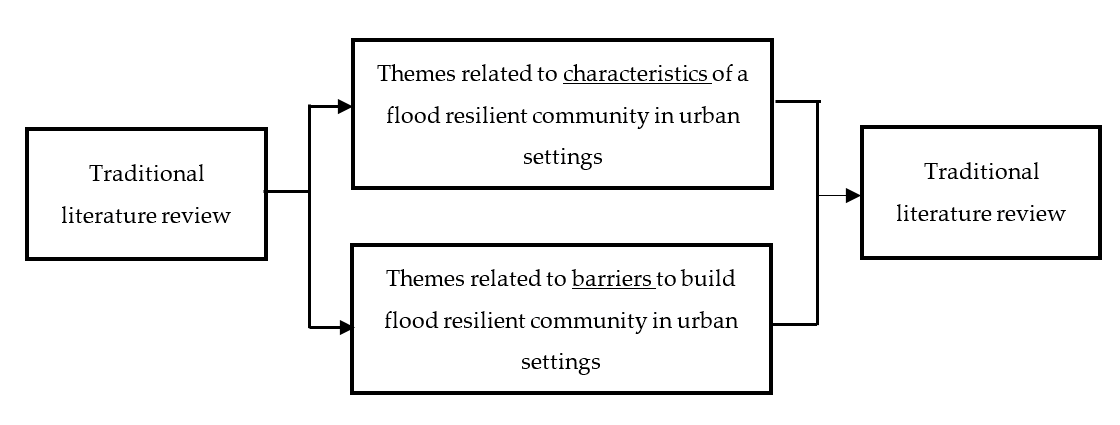 Traditional
literature review
Themes related to characteristics of a
flood resilient community in urban
settings
Themes related to barriers to build
flood resilient community in urban
settings
Traditional
literature review